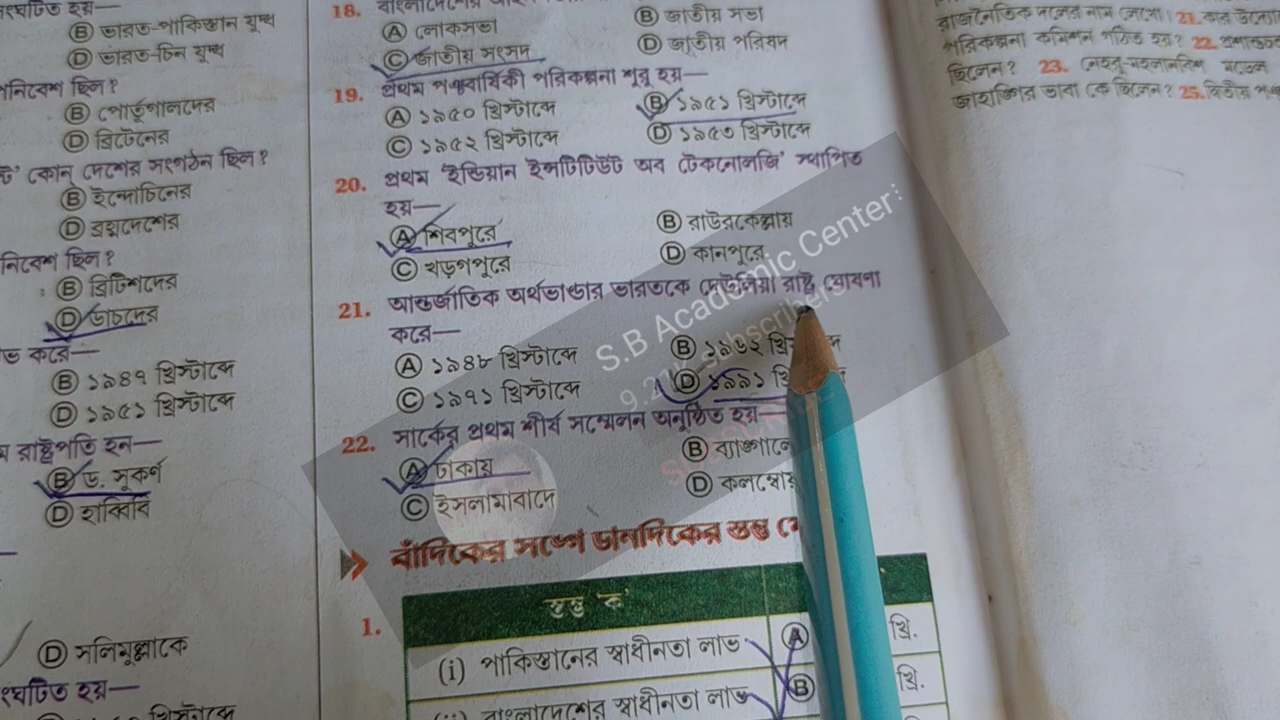 ংঘটিত হয়—
B ভারত-পাকিস্তান যুদ্ধ
D ভারত-চিন যুদ্ধ
নিবেশ ছিল?
B পোর্তুগালদের
D ব্রিটেনের
কোন্ দেশের সংগঠন ছিল?
B ইন্দোচিনের
D ব্রহ্মদেশের
নিবেশ ছিল?
B ব্রিটিশদের
D ডাচদের
ভ করে—
B ১৯৪৭ খ্রিস্টাব্দে
D ১৯৫১ খ্রিস্টাব্দে
ম রাষ্ট্রপতি হন—
B ড. সুকর্ণ
D হাব্বিবি
D সলিমুল্লাকে
ংঘটিত হয়—
18.
A লোকসভা B জাতীয় সভা
C জাতীয় সংসদ D জাতীয় পরিষদ
19. প্রথম পঞ্চবার্ষিকী পরিকল্পনা শুরু হয়—
A ১৯৫০ খ্রিস্টাব্দে B ১৯৫১ খ্রিস্টাব্দে
C ১৯৫২ খ্রিস্টাব্দে D ১৯৫৩ খ্রিস্টাব্দে
20. প্রথম 'ইন্ডিয়ান ইন্সটিটিউট অব টেকনোলজি' স্থাপিত
হয়—
A শিবপুরে B রাউরকেল্লায়
C খড়গপুরে D কানপুরে
21. আন্তর্জাতিক অর্থভাণ্ডার ভারতকে দেউলিয়া রাষ্ট্র ঘোষণা
করে—
A ১৯৪৮ খ্রিস্টাব্দে B ১৯৬২
C ১৯৭১ খ্রিস্টাব্দে D ১৯৯১
22. সার্কের প্রথম শীর্ষ সম্মেলন অনুষ্ঠিত হয়—
A ঢাকায় B
C ইসলামাবাদে D
বাঁদিকের সঙ্গে ডানদিকের স্তম্ভ
স্তম্ভ 'ক'
1. (i) পাকিস্তানের স্বাধীনতা লাভ A খ্রি.
বাংলাদেশের স্বাধীনতা লাভ B খ্রি.
রাজনৈতিক দলের নাম লেখো। 21. কার উদ্যোগে
পরিকল্পনা কমিশন গঠিত হয়? 22.
ছিলেন? 23. নেহরু-মহলানবিশ মডেল
জাহাঙ্গির ভাবা কে ছিলেন? 25. দ্বিতীয়
S.B Academic Center
subscribers